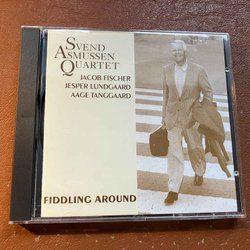 SVEND
ASMUSSEN
QUARTET
JACOB FISCHER
JESPER LUNDGAARD
AAGE TANGGAARD
FIDDLING AROUND